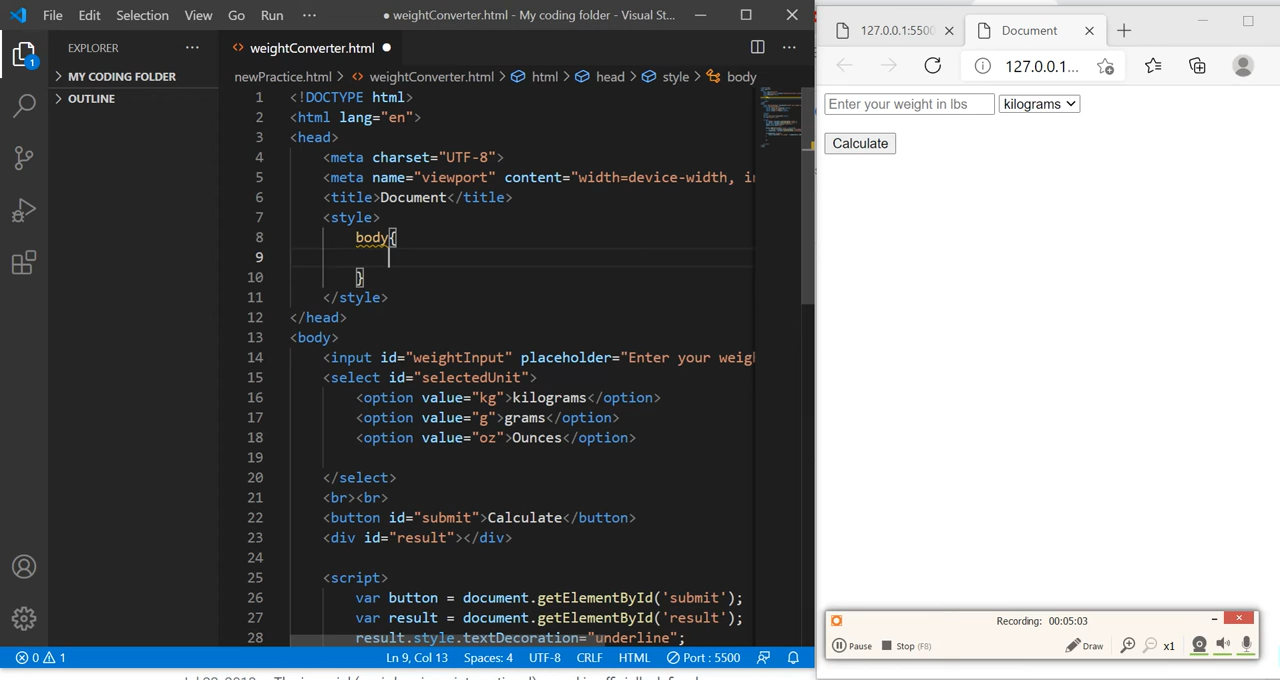 File Edit Selection View Go Run ··· ● weightConverter.html - My coding folder - Visual St...
EXPLORER ···
weightConverter.html ●
MY CODING FOLDER
OUTLINE
newPractice.html > weightConverter.html > html > head > style > body
1 <!DOCTYPE html>
2 <html lang="en">
3 <head>
4 <meta charset="UTF-8">
5 <meta name="viewport" content="width=device-width, in
6 <title>Document</title>
7 <style>
8 body{
9
10 }
11 </style>
12 </head>
13 <body>
14 <input id="weightInput" placeholder="Enter your weigh
15 <select id="selectedUnit">
16 <option value="kg">kilograms</option>
17 <option value="g">grams</option>
18 <option value="oz">Ounces</option>
19
20 </select>
21 <br><br>
22 <button id="submit">Calculate</button>
23 <div id="result"></div>
24
25 <script>
26 var button = document.getElementById('submit');
27 var result = document.getElementById('result');
28 result.style.textDecoration="underline";
1
0 1 Ln 9, Col 13 Spaces: 4 UTF-8 CRLF HTML Port : 5500
127.0.0.1:5500 Document
127.0.0.1...
Enter your weight in lbs kilograms
Calculate
Recording: 00:05:03
Pause Stop (F8) Draw x1